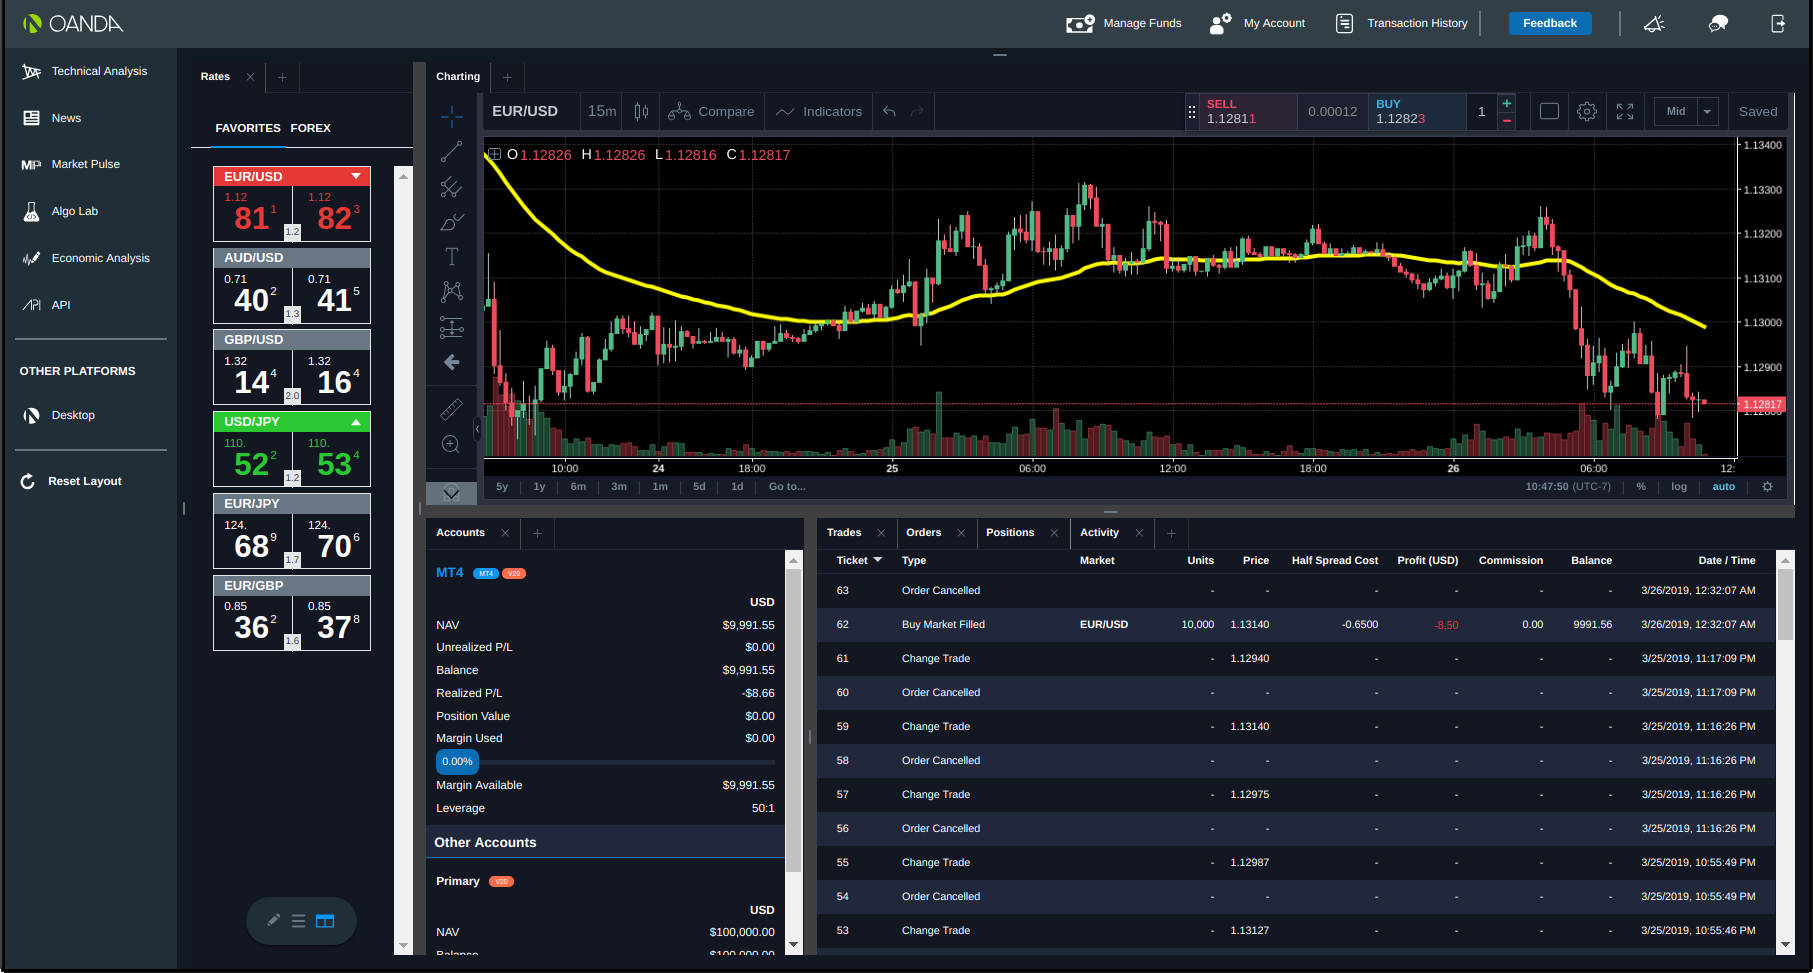 OANDA
Manage Funds
My Account
Transaction History
Feedback
Technical Analysis
News
MP Market Pulse
Algo Lab
Economic Analysis
API API
OTHER PLATFORMS
Desktop
Reset Layout
Rates
FAVORITES FOREX
EUR/USD
1.12 1.12
81 1 82 3
1.2
AUD/USD
0.71 0.71
40 2 41 5
1.3
GBP/USD
1.32 1.32
14 4 16 4
2.0
USD/JPY
110. 110.
52 2 53 4
1.2
EUR/JPY
124. 124.
68 9 70 6
1.7
EUR/GBP
0.85 0.85
36 2 37 8
1.6
Charting
EUR/USD 15m Compare Indicators
SELL
1.12811
0.00012
BUY
1.12823
1
Mid
Saved
O 1.12826 H 1.12826 L 1.12816 C 1.12817
1.13400
1.13300
1.13200
1.13100
1.13000
1.12900
1.12817
10:00 24 18:00 25 06:00 12:00 18:00 26 06:00 12:
5y 1y 6m 3m 1m 5d 1d Go to... 10:47:50 (UTC-7) % log auto
Accounts
MT4 MT4 V20
USD
NAV $9,991.55
Unrealized P/L $0.00
Balance $9,991.55
Realized P/L -$8.66
Position Value $0.00
Margin Used $0.00
0.00%
Margin Available $9,991.55
Leverage 50:1
Other Accounts
Primary V20
USD
NAV $100,000.00
Balance $100,000.00
Trades Orders Positions Activity
Ticket Type Market Units Price Half Spread Cost Profit (USD) Commission Balance Date / Time
63 Order Cancelled - - - - - - 3/26/2019, 12:32:07 AM
62 Buy Market Filled EUR/USD 10,000 1.13140 -0.6500 -8.50 0.00 9991.56 3/26/2019, 12:32:07 AM
61 Change Trade - 1.12940 - - - - 3/25/2019, 11:17:09 PM
60 Order Cancelled - - - - - - 3/25/2019, 11:17:09 PM
59 Change Trade - 1.13140 - - - - 3/25/2019, 11:16:26 PM
58 Order Cancelled - - - - - - 3/25/2019, 11:16:26 PM
57 Change Trade - 1.12975 - - - - 3/25/2019, 11:16:26 PM
56 Order Cancelled - - - - - - 3/25/2019, 11:16:26 PM
55 Change Trade - 1.12987 - - - - 3/25/2019, 10:55:49 PM
54 Order Cancelled - - - - - - 3/25/2019, 10:55:49 PM
53 Change Trade - 1.13127 - - - - 3/25/2019, 10:55:46 PM